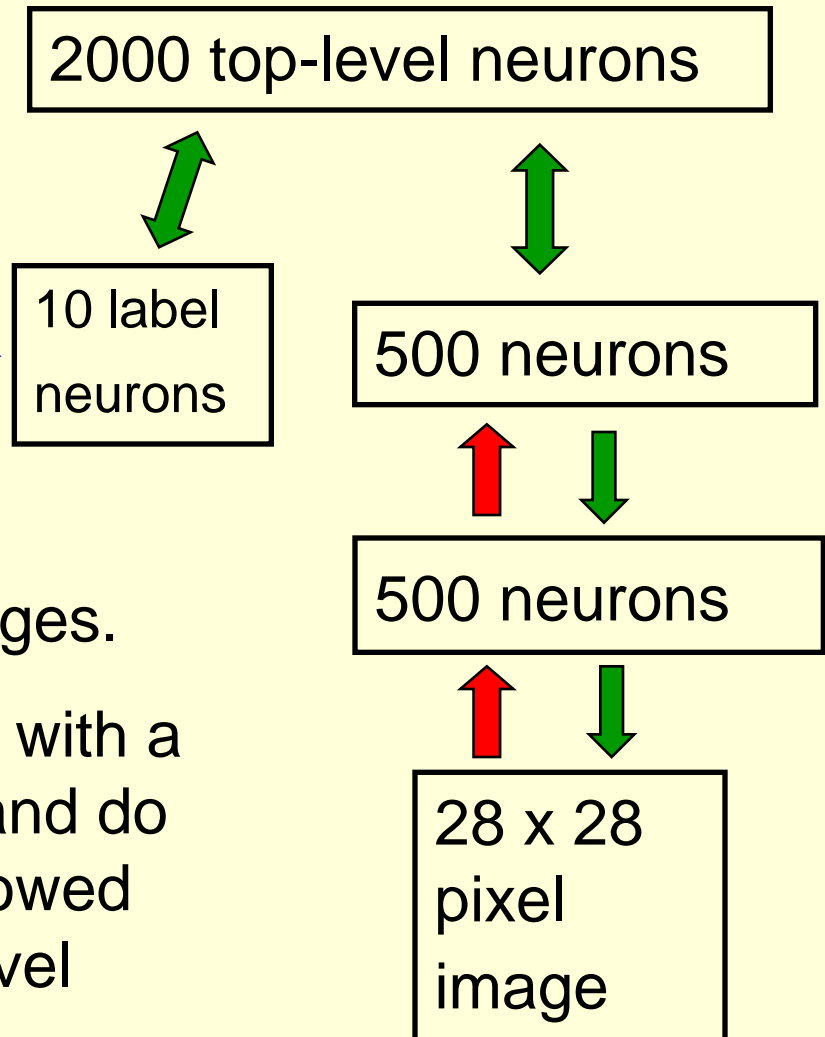 2000 top-level neurons
10 label
neurons
500 neurons
500 neurons
28 x 28
pixel
image
ges.
with a
and do
owed
vel